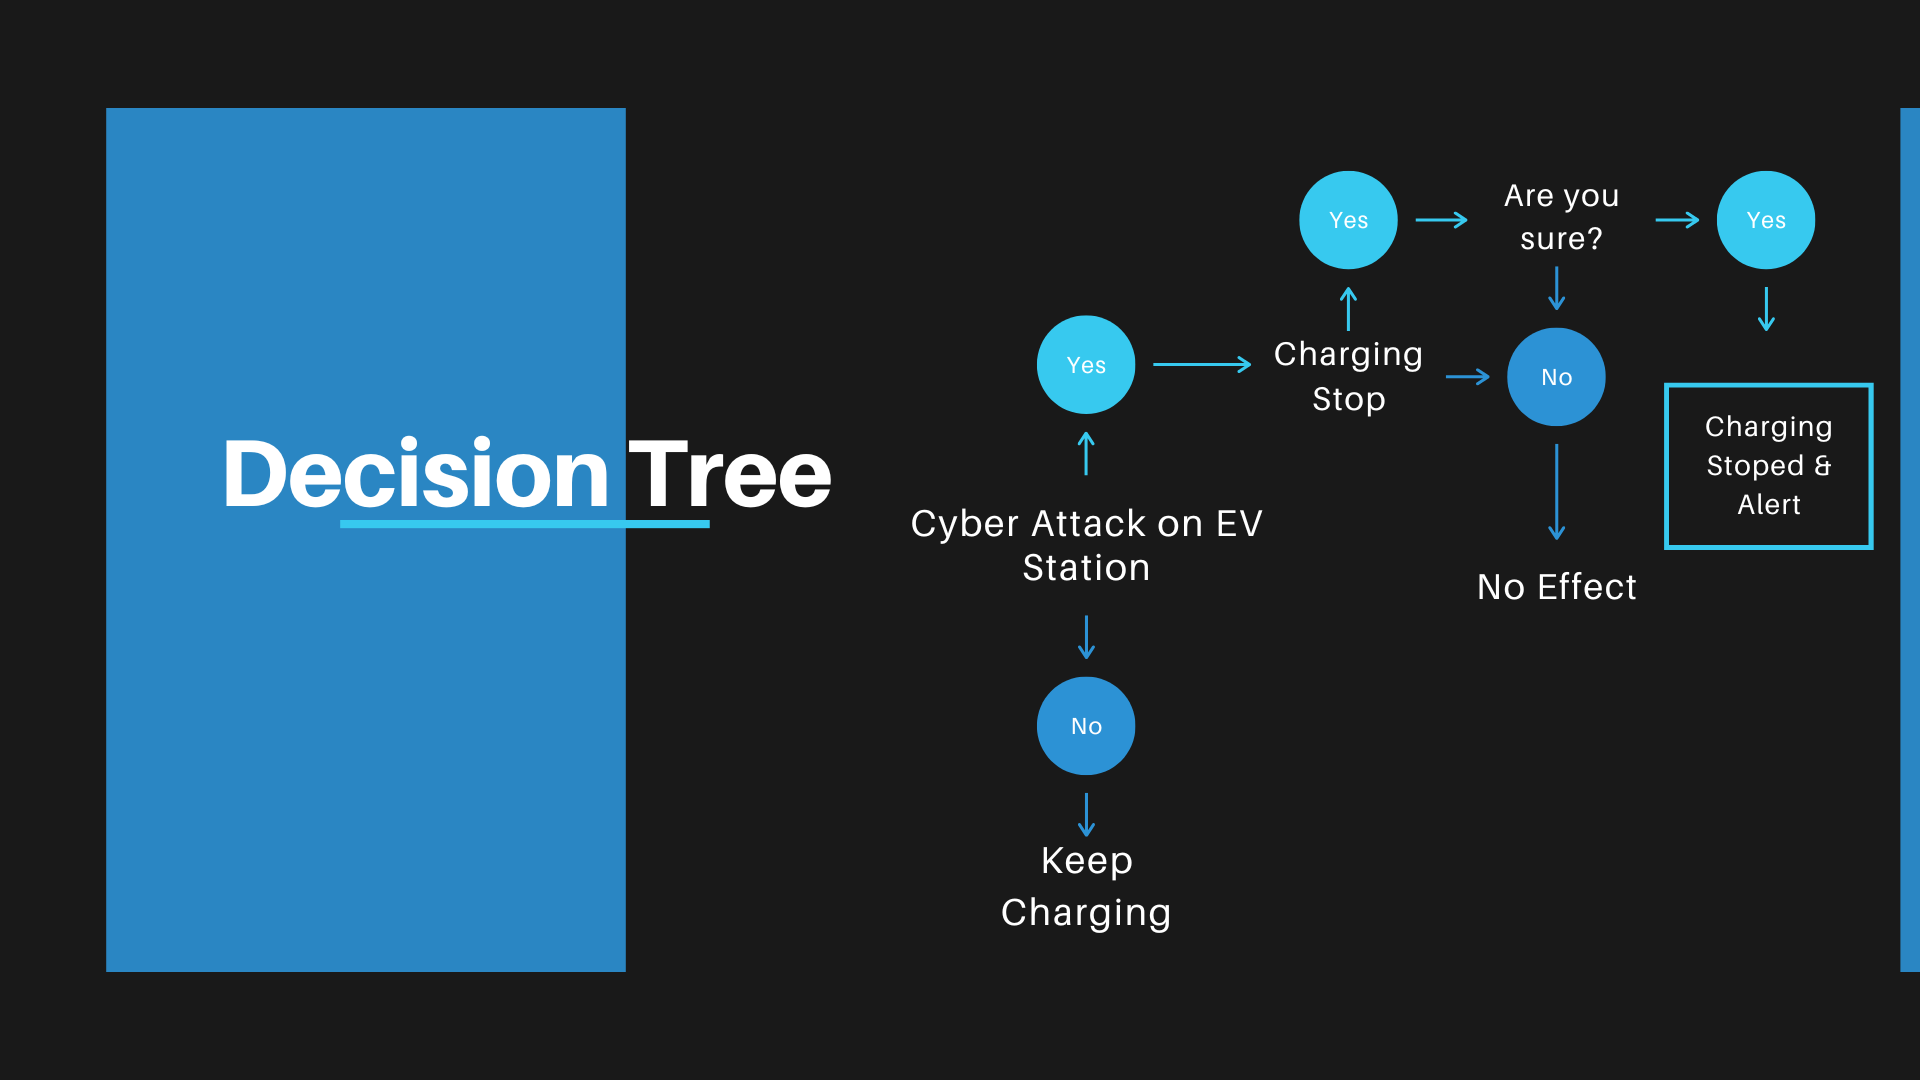 Decision Tree
Yes
Are you
sure?
Yes
Yes
Charging
Stop
No
Charging
Stoped &
Alert
Cyber Attack on EV
Station
No Effect
No
Keep
Charging